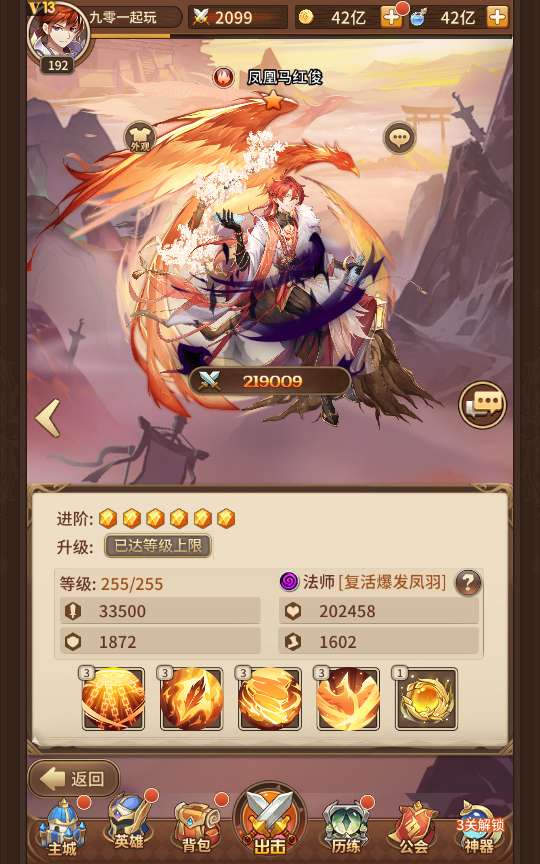 V13
九零一起玩
2099
42亿
42亿
192
凤凰马红俊
外观
219009
进阶:
升级: 已达等级上限
等级: 255/255
法师 [复活爆发凤羽] ?
33500
202458
1872
1602
3
3
3
3
1
返回
3关解锁
主城
英雄
背包
出击
历练
公会
神器